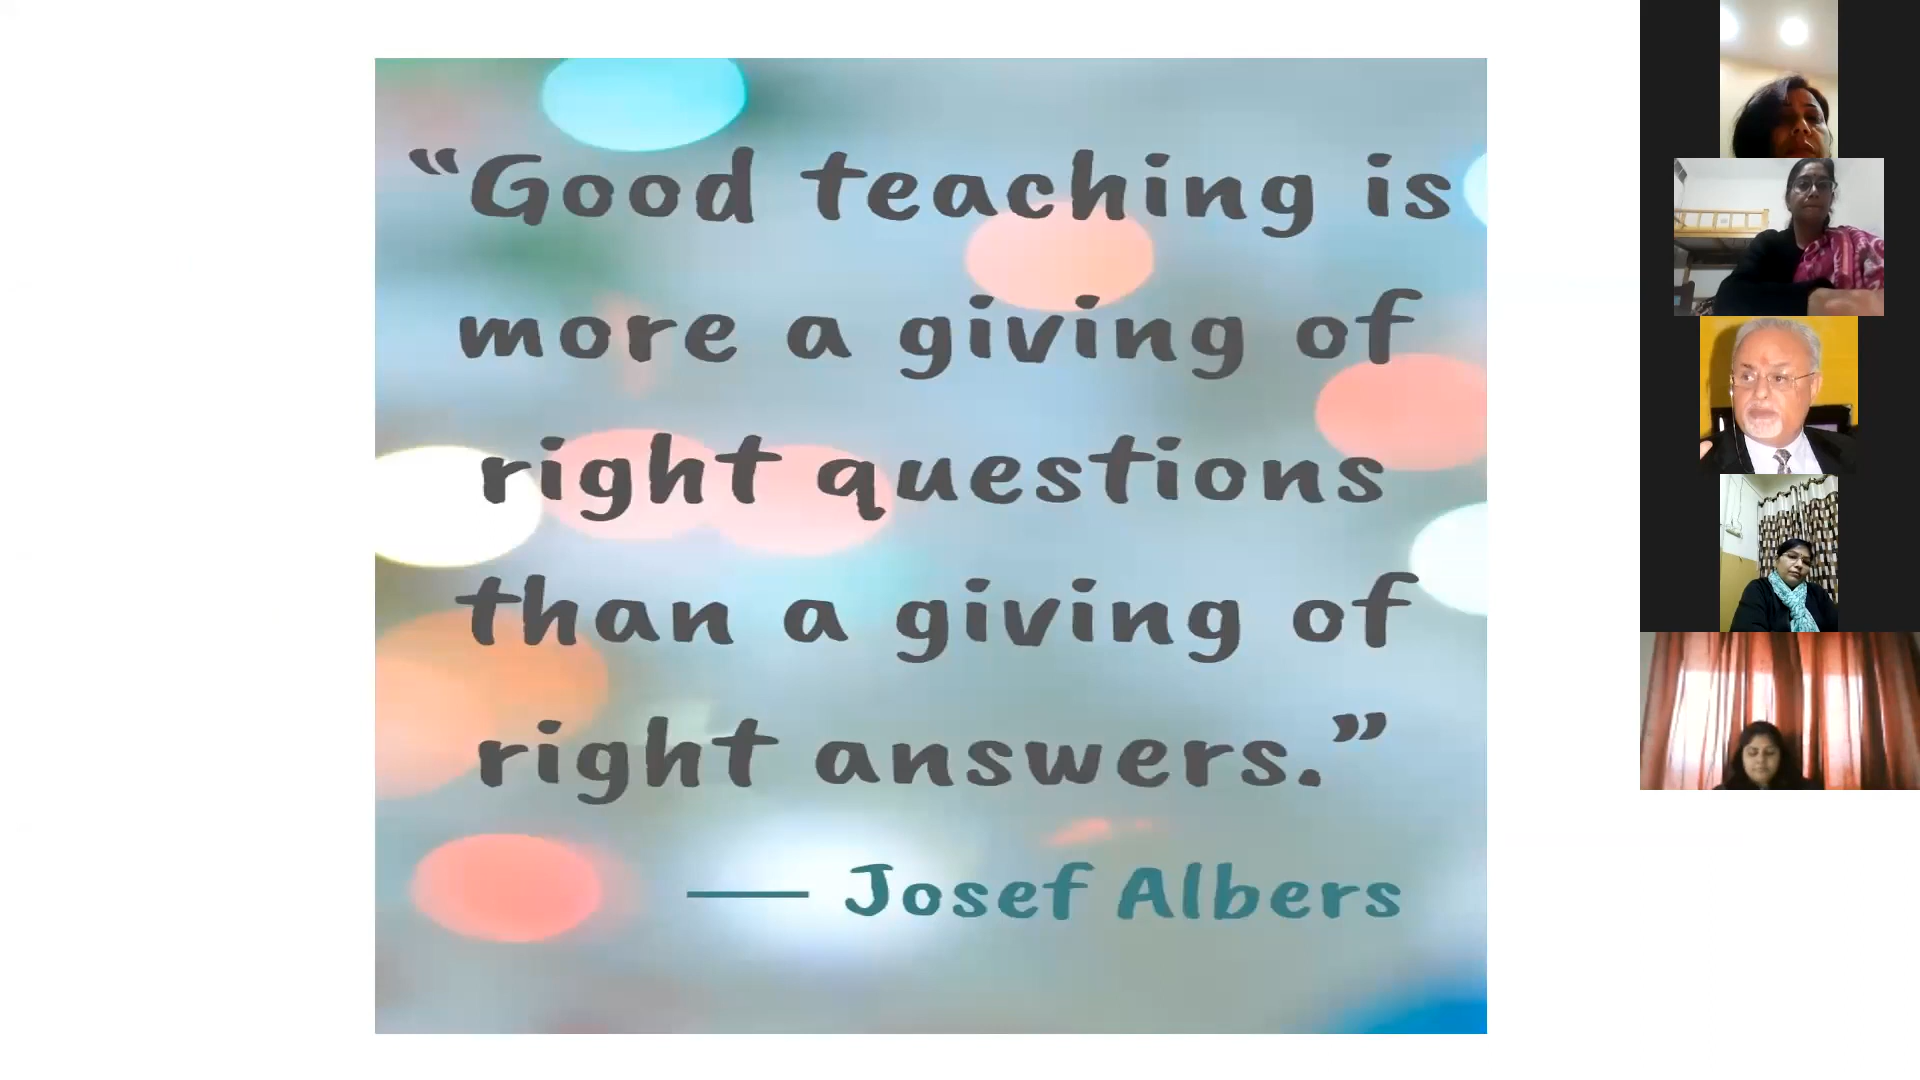 “Good teaching is
more a giving of
right questions
than a giving of
right answers.”
— Josef Albers